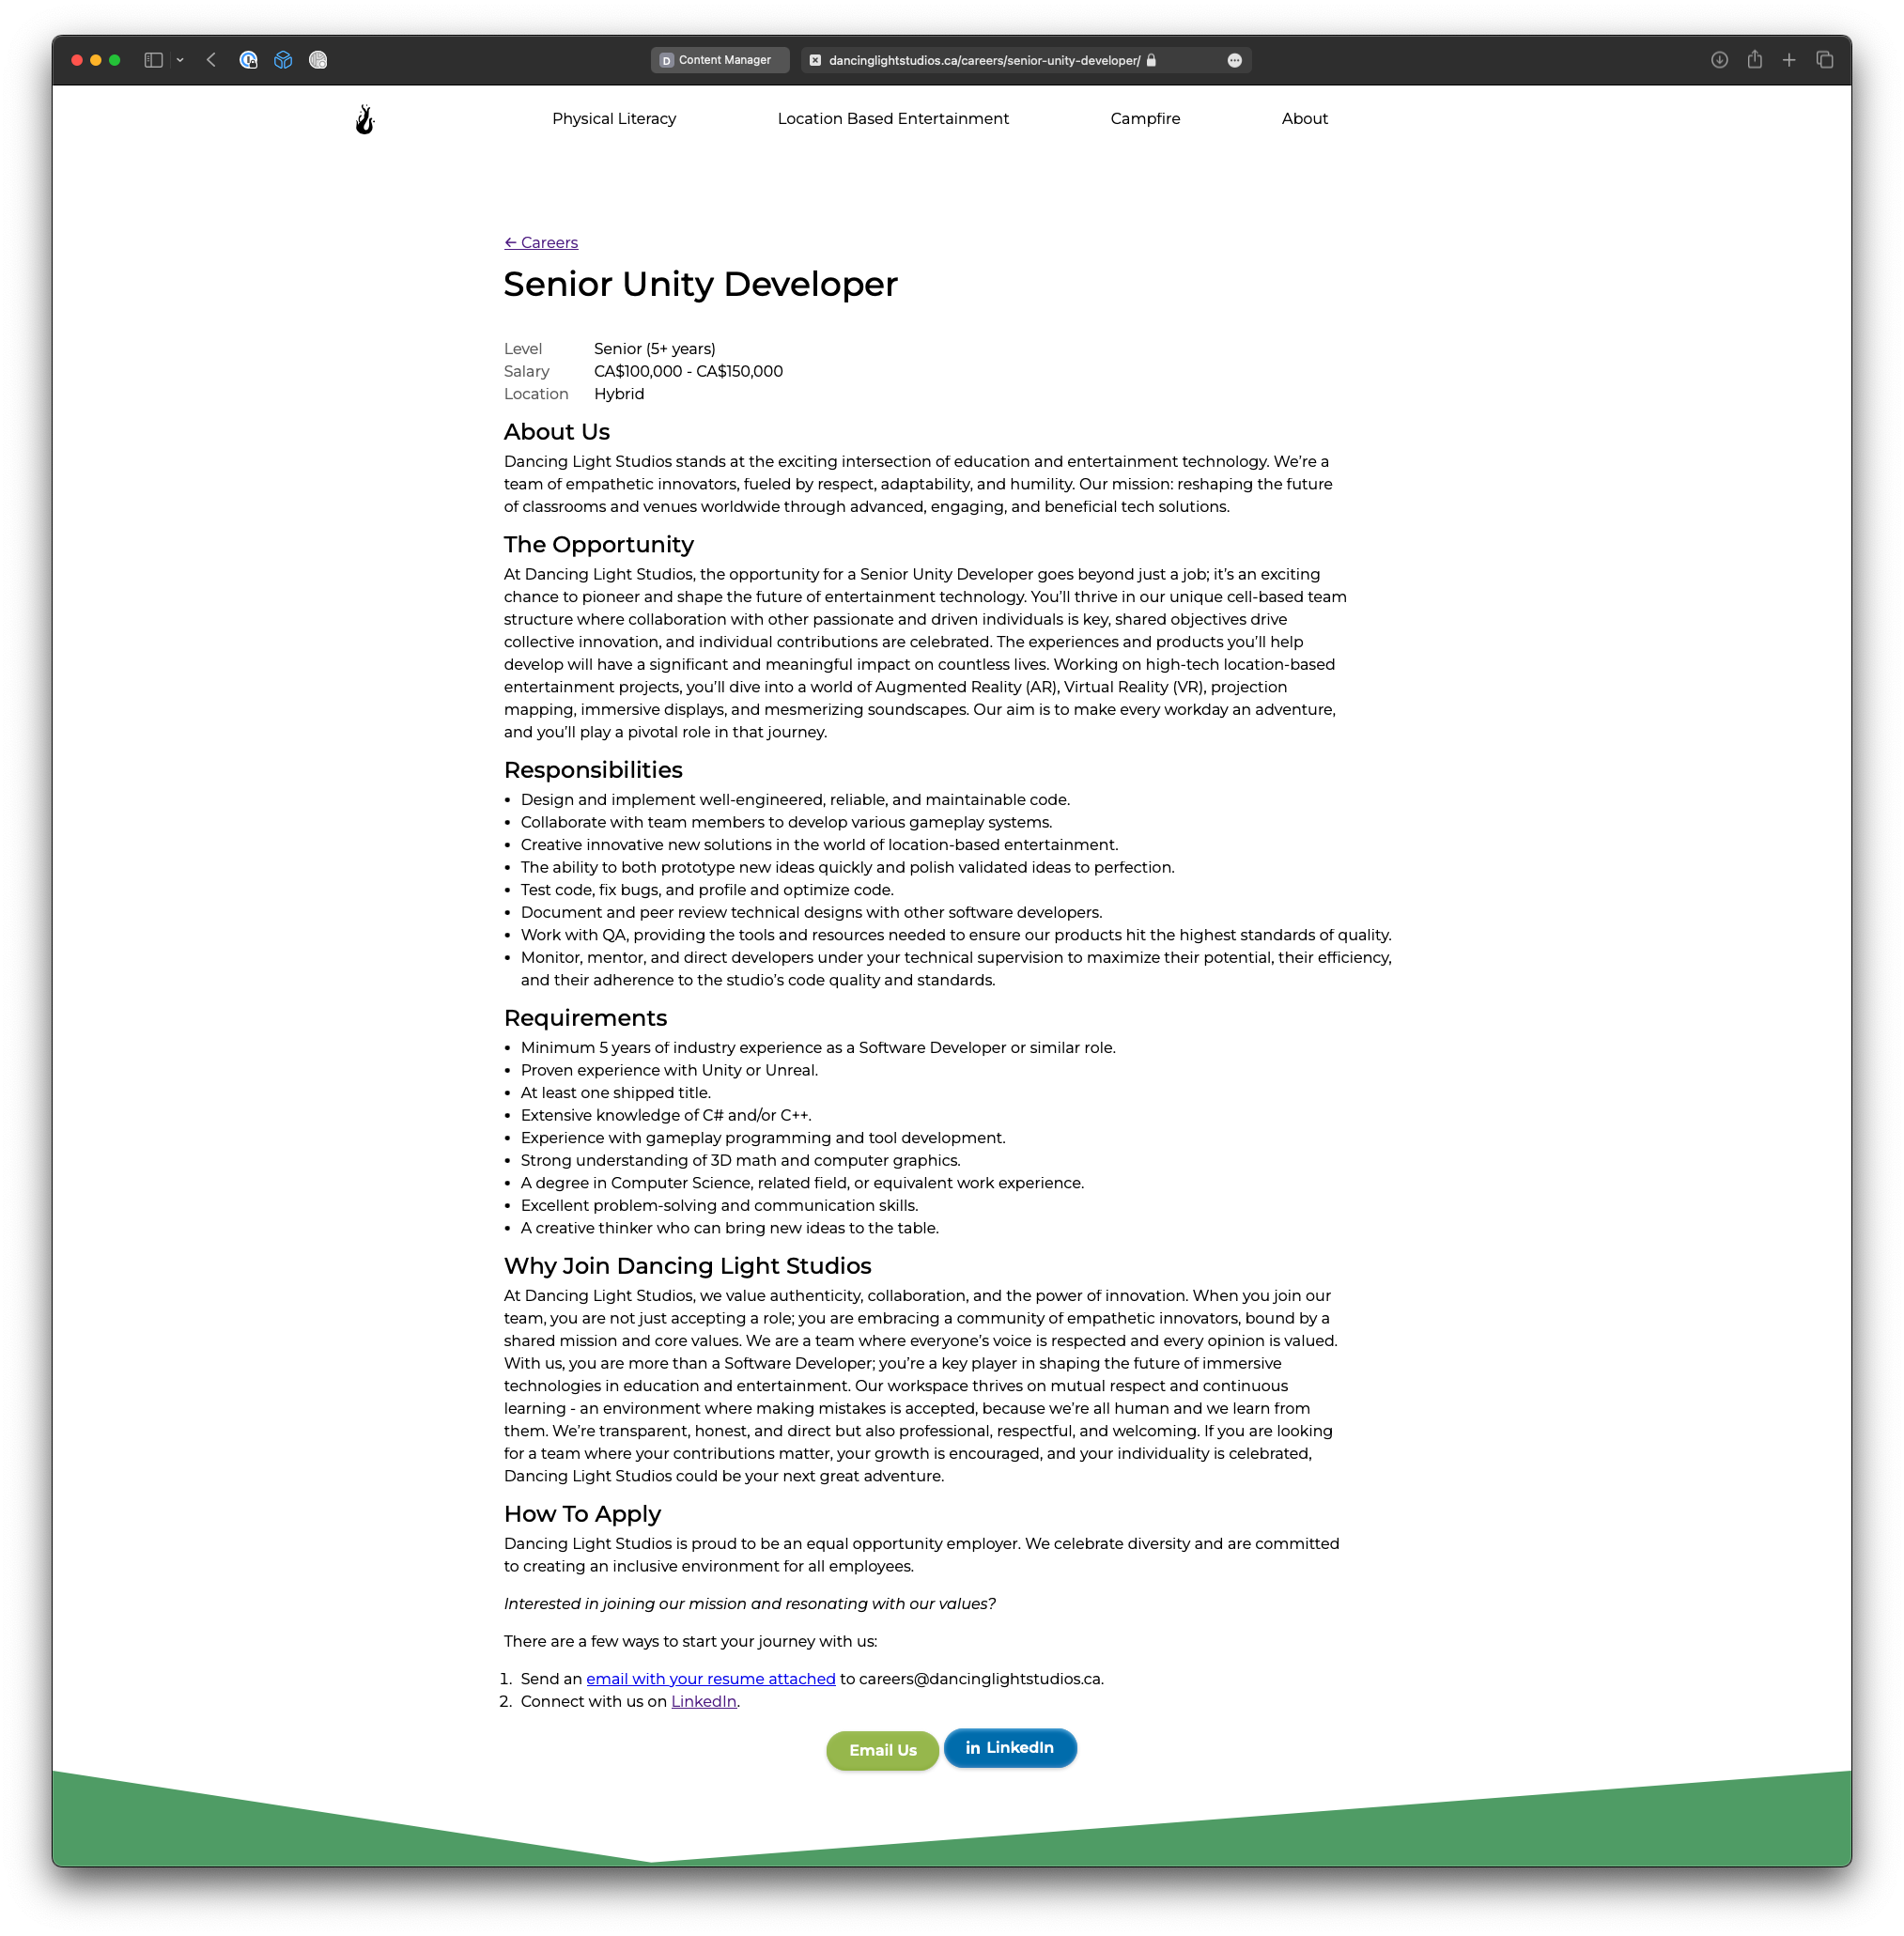 D Content Manager
dancinglightstudios.ca/careers/senior-unity-developer/
Physical Literacy
Location Based Entertainment
Campfire
About
← Careers
Senior Unity Developer
Level Senior (5+ years)
Salary CA$100,000 - CA$150,000
Location Hybrid
About Us
Dancing Light Studios stands at the exciting intersection of education and entertainment technology. We’re a
team of empathetic innovators, fueled by respect, adaptability, and humility. Our mission: reshaping the future
of classrooms and venues worldwide through advanced, engaging, and beneficial tech solutions.
The Opportunity
At Dancing Light Studios, the opportunity for a Senior Unity Developer goes beyond just a job; it’s an exciting
chance to pioneer and shape the future of entertainment technology. You’ll thrive in our unique cell-based team
structure where collaboration with other passionate and driven individuals is key, shared objectives drive
collective innovation, and individual contributions are celebrated. The experiences and products you’ll help
develop will have a significant and meaningful impact on countless lives. Working on high-tech location-based
entertainment projects, you’ll dive into a world of Augmented Reality (AR), Virtual Reality (VR), projection
mapping, immersive displays, and mesmerizing soundscapes. Our aim is to make every workday an adventure,
and you’ll play a pivotal role in that journey.
Responsibilities
• Design and implement well-engineered, reliable, and maintainable code.
• Collaborate with team members to develop various gameplay systems.
• Creative innovative new solutions in the world of location-based entertainment.
• The ability to both prototype new ideas quickly and polish validated ideas to perfection.
• Test code, fix bugs, and profile and optimize code.
• Document and peer review technical designs with other software developers.
• Work with QA, providing the tools and resources needed to ensure our products hit the highest standards of quality.
• Monitor, mentor, and direct developers under your technical supervision to maximize their potential, their efficiency,
and their adherence to the studio’s code quality and standards.
Requirements
• Minimum 5 years of industry experience as a Software Developer or similar role.
• Proven experience with Unity or Unreal.
• At least one shipped title.
• Extensive knowledge of C# and/or C++.
• Experience with gameplay programming and tool development.
• Strong understanding of 3D math and computer graphics.
• A degree in Computer Science, related field, or equivalent work experience.
• Excellent problem-solving and communication skills.
• A creative thinker who can bring new ideas to the table.
Why Join Dancing Light Studios
At Dancing Light Studios, we value authenticity, collaboration, and the power of innovation. When you join our
team, you are not just accepting a role; you are embracing a community of empathetic innovators, bound by a
shared mission and core values. We are a team where everyone’s voice is respected and every opinion is valued.
With us, you are more than a Software Developer; you’re a key player in shaping the future of immersive
technologies in education and entertainment. Our workspace thrives on mutual respect and continuous
learning - an environment where making mistakes is accepted, because we’re all human and we learn from
them. We’re transparent, honest, and direct but also professional, respectful, and welcoming. If you are looking
for a team where your contributions matter, your growth is encouraged, and your individuality is celebrated,
Dancing Light Studios could be your next great adventure.
How To Apply
Dancing Light Studios is proud to be an equal opportunity employer. We celebrate diversity and are committed
to creating an inclusive environment for all employees.
Interested in joining our mission and resonating with our values?
There are a few ways to start your journey with us:
1. Send an email with your resume attached to careers@dancinglightstudios.ca.
2. Connect with us on LinkedIn.
Email Us
in LinkedIn